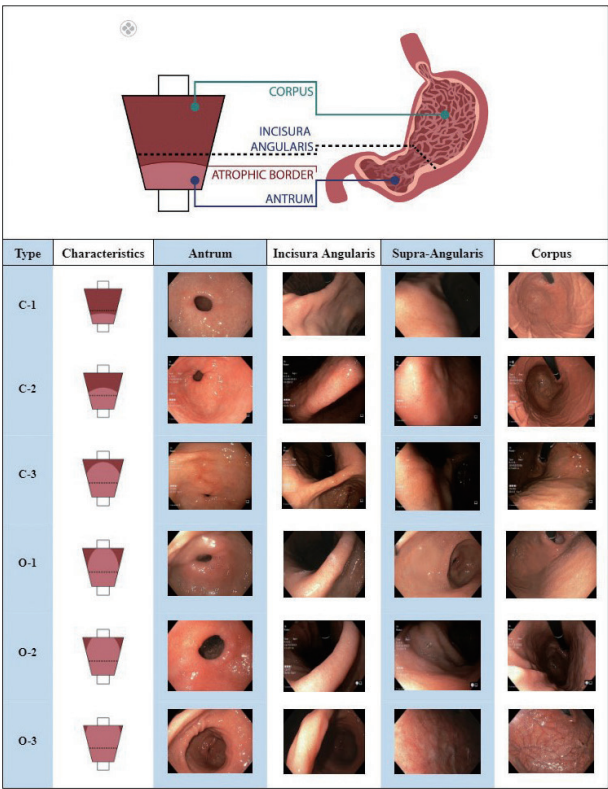 CORPUS
INCISURA
ANGULARIS
ATROPHIC BORDER
ANTRUM
Type Characteristics Antrum Incisura Angularis Supra-Angularis Corpus
C-1
C-2
C-3
O-1
O-2
O-3